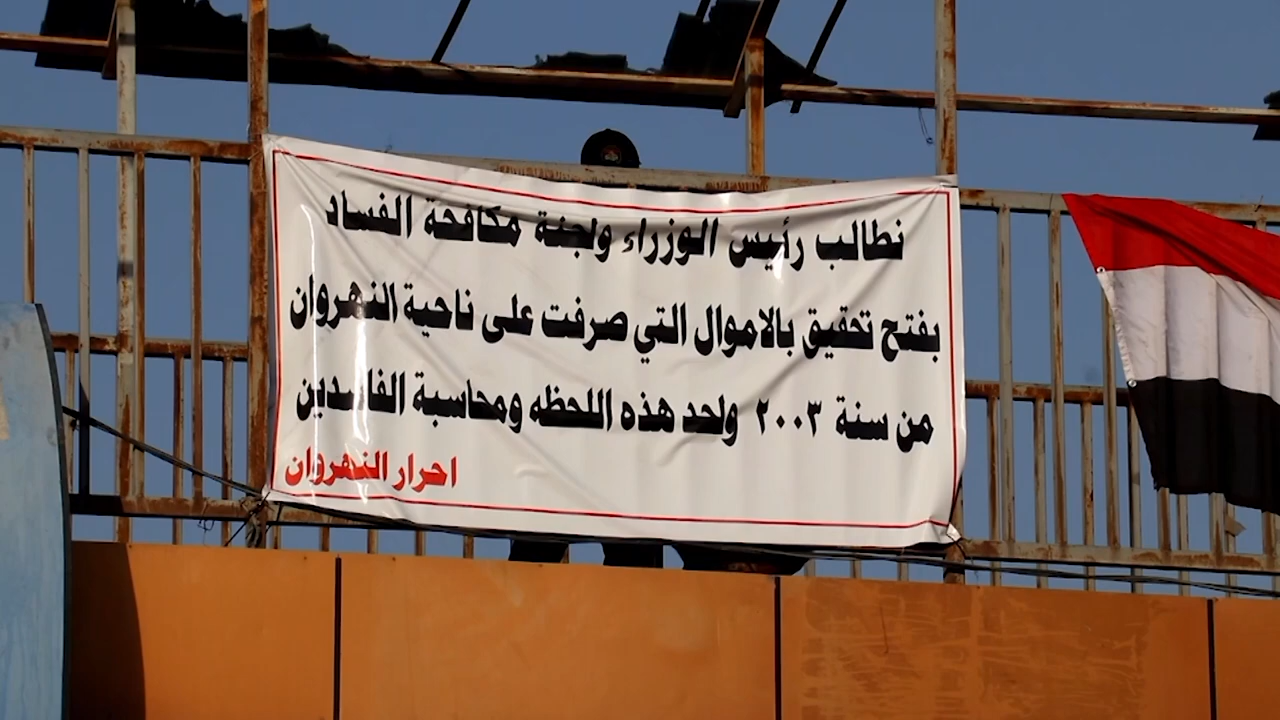 نطالب رئيس الوزراء ولجنة مكافحة الفساد
بفتح تحقيق بالاموال التي صرفت على ناحية النهروان
من سنة ٢٠٠٣ ولحد هذه اللحظه ومحاسبة الفاسدين
احرار النهروان